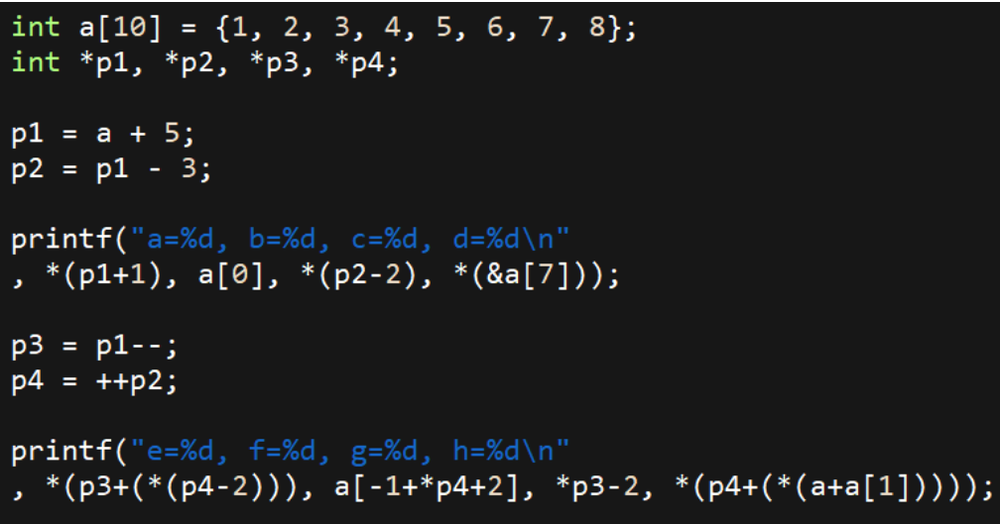 int a[10] = {1, 2, 3, 4, 5, 6, 7, 8};
int *p1, *p2, *p3, *p4;
p1 = a + 5;
p2 = p1 - 3;
printf("a=%d, b=%d, c=%d, d=%d\n"
, *(p1+1), a[0], *(p2-2), *(&a[7]));
p3 = p1--;
p4 = ++p2;
printf("e=%d, f=%d, g=%d, h=%d\n"
, *(p3+(*(p4-2))), a[-1+*p4+2], *p3-2, *(p4+(*(a+a[1]))));